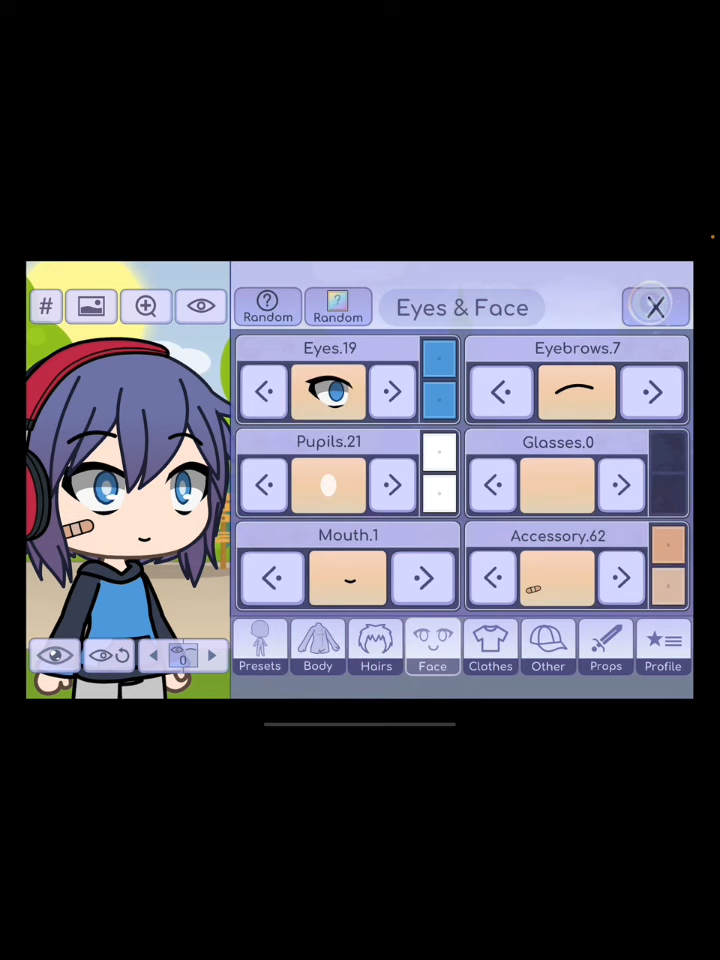 #
Random
?
Random
Eyes & Face
X
Eyes.19
Eyebrows.7
Pupils.21
Glasses.0
Mouth.1
Accessory.62
0
Presets
Body
Hairs
Face
Clothes
Other
Props
Profile